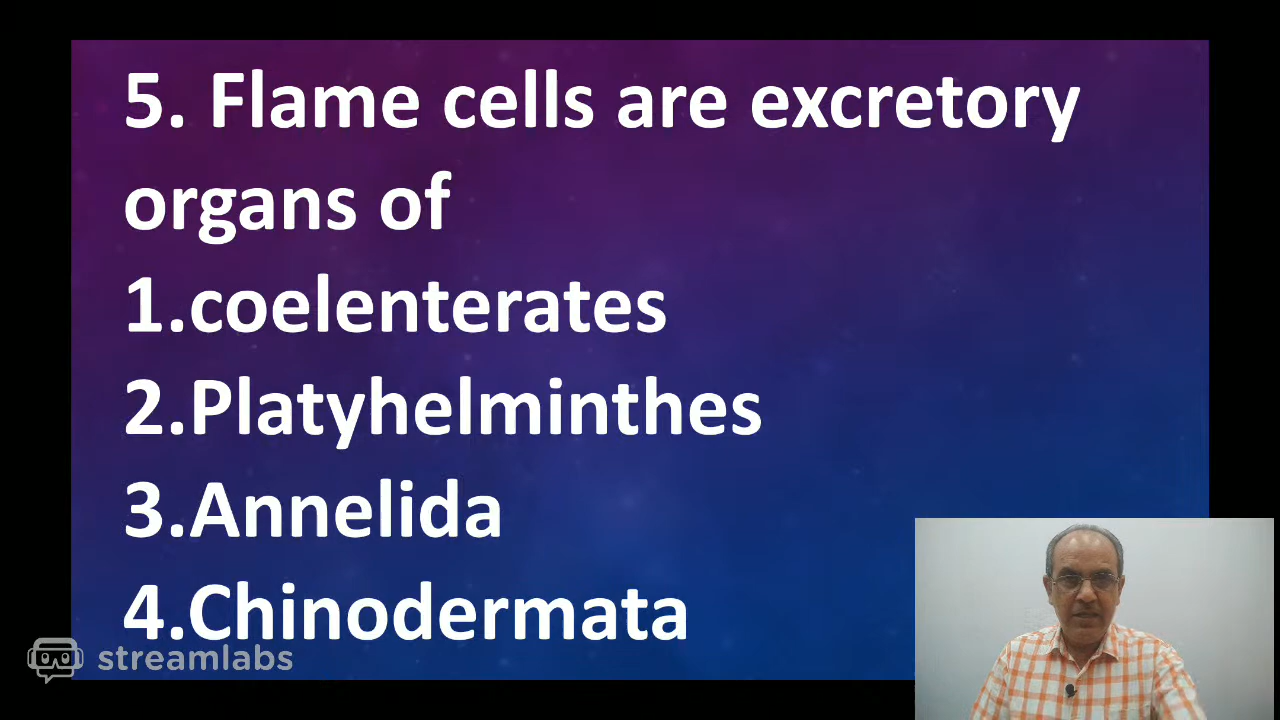 5. Flame cells are excretory
organs of
1.coelenterates
2.Platyhelminthes
3.Annelida
4.Chinodermata
streamlabs